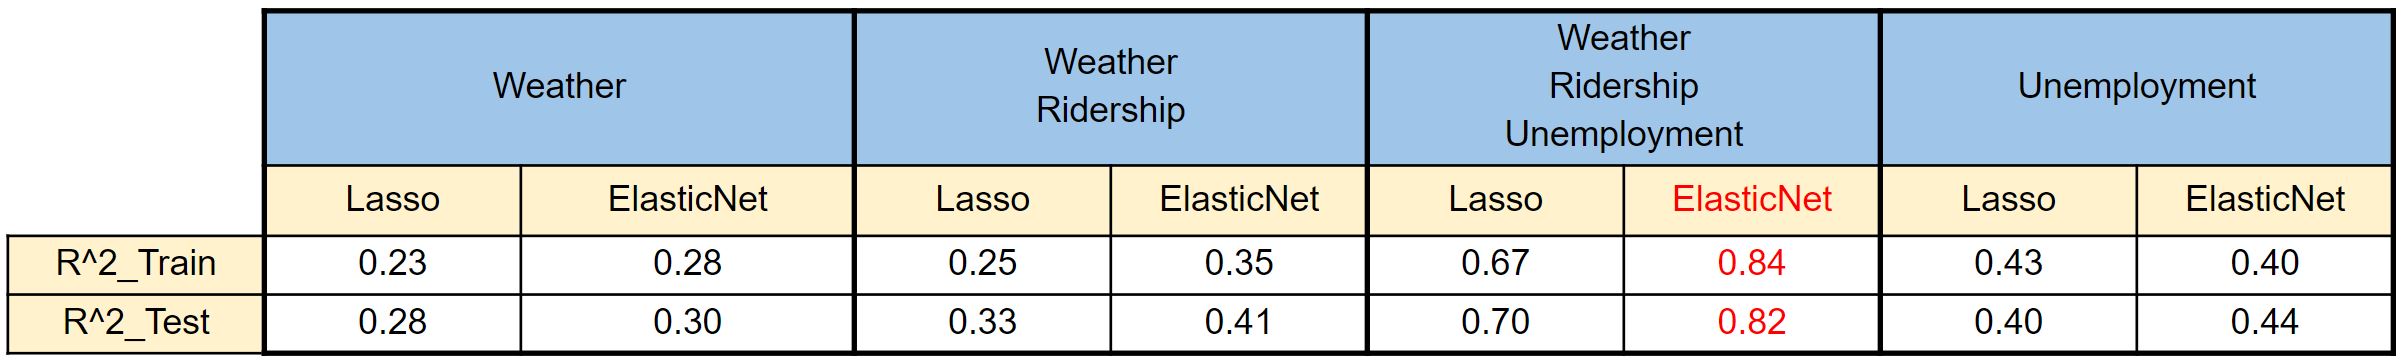 Weather
Weather
Ridership
Weather
Ridership
Unemployment
Unemployment
Lasso ElasticNet Lasso ElasticNet Lasso ElasticNet Lasso ElasticNet
R^2_Train 0.23 0.28 0.25 0.35 0.67 0.84 0.43 0.40
R^2_Test 0.28 0.30 0.33 0.41 0.70 0.82 0.40 0.44